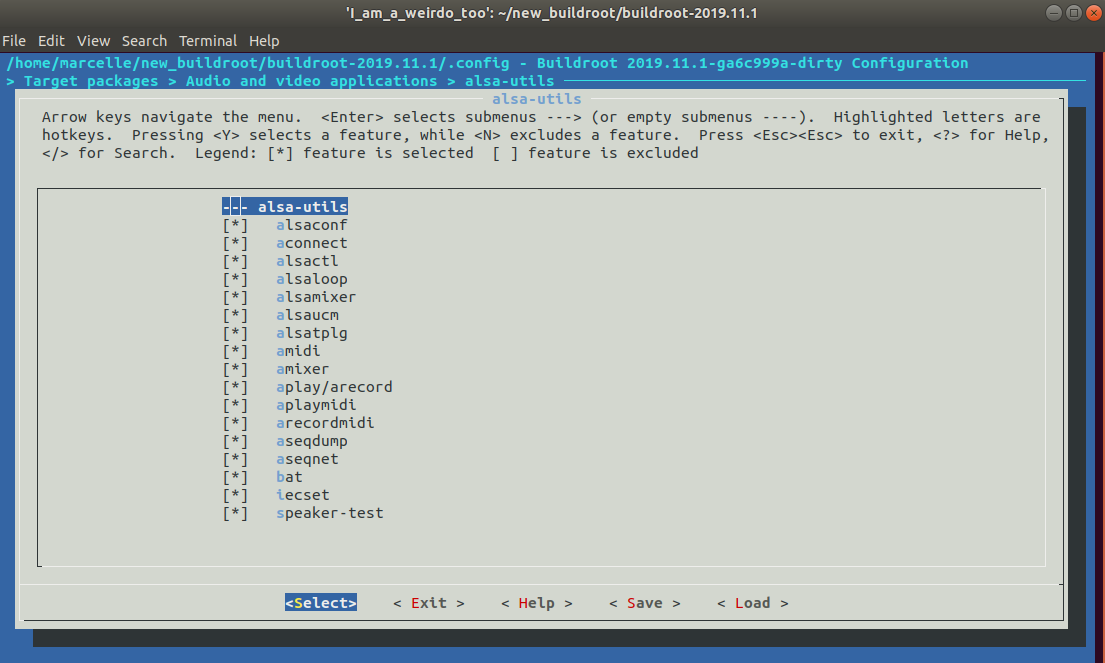 'I_am_a_weirdo_too': ~/new_buildroot/buildroot-2019.11.1
File Edit View Search Terminal Help
/home/marcelle/new_buildroot/buildroot-2019.11.1/.config - Buildroot 2019.11.1-ga6c999a-dirty Configuration
> Target packages > Audio and video applications > alsa-utils
alsa-utils
Arrow keys navigate the menu.  <Enter> selects submenus ---> (or empty submenus ----).  Highlighted letters are
hotkeys.  Pressing <Y> selects a feature, while <N> excludes a feature.  Press <Esc><Esc> to exit, <?> for Help,
</> for Search.  Legend: [*] feature is selected  [ ] feature is excluded
--- alsa-utils
[*]   alsaconf
[*]   aconnect
[*]   alsactl
[*]   alsaloop
[*]   alsamixer
[*]   alsaucm
[*]   alsatplg
[*]   amidi
[*]   amixer
[*]   aplay/arecord
[*]   aplaymidi
[*]   arecordmidi
[*]   aseqdump
[*]   aseqnet
[*]   bat
[*]   iecset
[*]   speaker-test
<Select>    < Exit >    < Help >    < Save >    < Load >